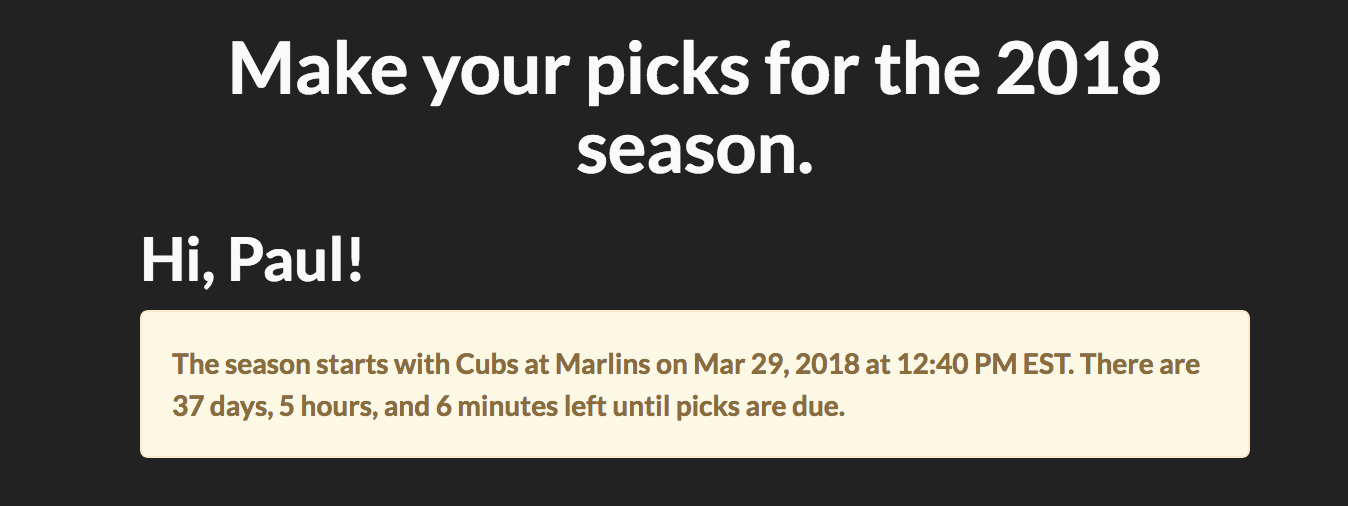 Make your picks for the 2018
season.
Hi, Paul!
The season starts with Cubs at Marlins on Mar 29, 2018 at 12:40 PM EST. There are
37 days, 5 hours, and 6 minutes left until picks are due.